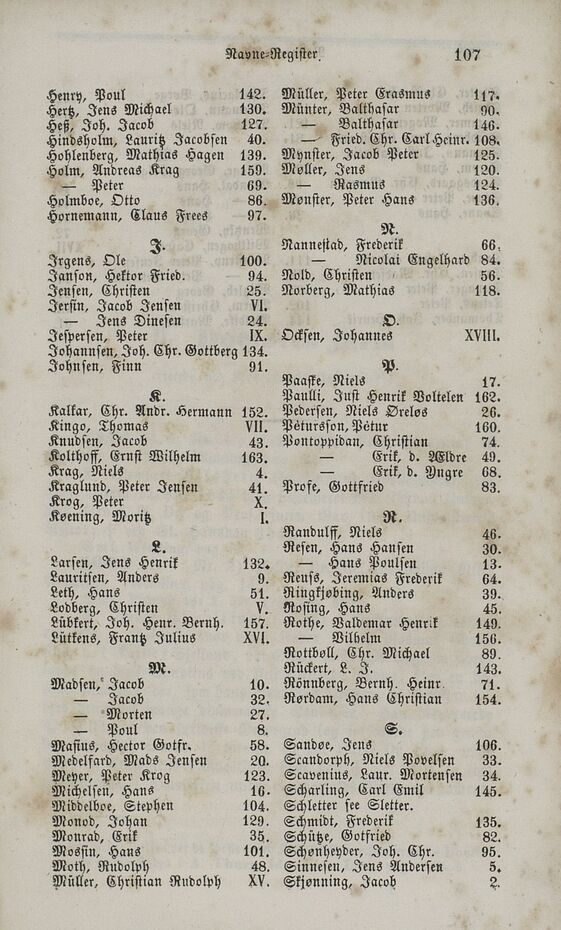 Navne-Register. 107
Henry, Poul 142.
Hertz, Jens Michael 130.
Heß, Joh. Jacob 127.
Hindsholm, Lauritz Jacobsen 40.
Hohlenberg, Mathias Hagen 139.
Holm, Andreas Krag 159.
— Peter 69.
Holmboe, Otto 86.
Hornemann, Claus Frees 97.
J.
Irgens, Ole 100.
Janson, Hektor Fried. 94.
Jensen, Christen 25.
Jersin, Jacob Jensen VI.
— Jens Dinesen 24.
Jespersen, Peter IX.
Johannsen, Joh. Chr. Gottberg 134.
Johnsen, Finn 91.
K.
Kalkar, Chr. Andr. Hermann 152.
Kingo, Thomas VII.
Knudsen, Jacob 43.
Kolthoff, Ernst Wilhelm 163.
Krag, Niels 4.
Kraglund, Peter Jensen 41.
Krog, Peter X.
Køening, Moritz I.
L.
Larsen, Jens Henrik 132.
Lauritsen, Anders 9.
Leth, Hans 51.
Lodberg, Christen V.
Lübkert, Joh. Henr. Bernh. 157.
Lütkens, Frantz Julius XVI.
M.
Madsen, Jacob 10.
— Jacob 32.
— Morten 27.
— Poul 8.
Masius, Hector Gotfr. 58.
Medelfard, Mads Jensen 20.
Meyer, Peter Krog 123.
Michelsen, Hans 16.
Middelboe, Stephen 104.
Monod, Johan 129.
Monrad, Erik 35.
Mossin, Hans 101.
Moth, Rudolph 48.
Müller, Christian Rudolph XV.
Müller, Peter Erasmus 117.
Münter, Balthasar 90.
— Balthasar 146.
— Fried. Chr. Carl Heinr. 108.
Mynster, Jacob Peter 125.
Møller, Jens 120.
— Rasmus 124.
Mønster, Peter Hans 136.
N.
Nannestad, Frederik 66.
— Nicolai Engelhard 84.
Nold, Christen 56.
Norberg, Mathias 118.
O.
Ocksen, Johannes XVIII.
P.
Paaske, Niels 17.
Paulli, Just Henrik Voltelen 162.
Pedersen, Niels Øreløs 26.
Pétursson, Pétur 160.
Pontoppidan, Christian 74.
— Erik, d. Ældre 49.
— Erik, d. Yngre 68.
Profe, Gottfried 83.
R.
Randulff, Niels 46.
Resen, Hans Hansen 30.
— Hans Poulsen 13.
Reuss, Jeremias Frederik 64.
Ringkjøbing, Anders 39.
Rosing, Hans 45.
Rothe, Valdemar Henrik 149.
— Vilhelm 156.
Rottbøll, Chr. Michael 89.
Rückert, L. J. 143.
Rönnberg, Bernh. Heinr. 71.
Rørdam, Hans Christian 154.
S.
Sandøe, Jens 106.
Scandorph, Niels Povelsen 33.
Scavenius, Laur. Mortensen 34.
Scharling, Carl Emil 145.
Schletter see Sletter.
Schmidt, Frederik 135.
Schütze, Gotfried 82.
Schønheyder, Joh. Chr. 95.
Sinnesen, Jens Andersen 5.
Skjønning, Jacob 2.